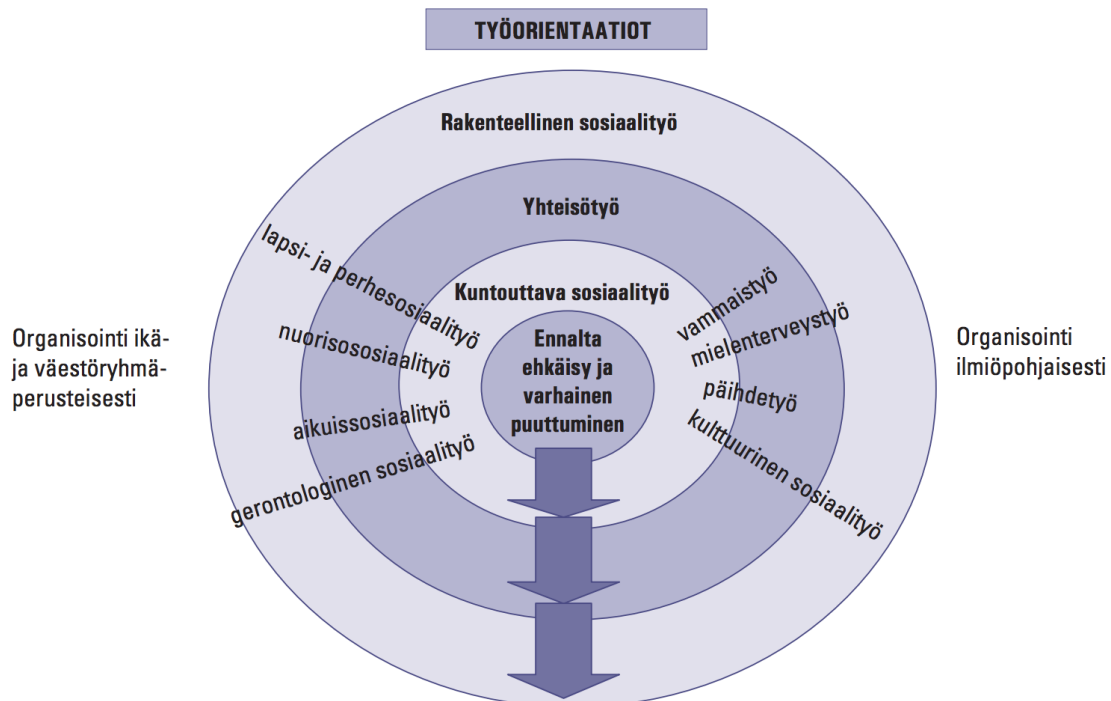 TYÖORIENTAATIOT
Rakenteellinen sosiaalityö
Yhteisötyö
Kuntouttava sosiaalityö
Ennalta
ehkäisy ja
varhainen
puuttuminen
Organisointi ikä-
ja väestöryhmä-
perusteisesti
lapsi- ja perhesosiaalityö
nuorisososiaalityö
aikuissosiaalityö
gerontologinen sosiaalityö
vammaistyö
mielenterveystyö
päihdetyö
kulttuurinen sosiaalityö
Organisointi
ilmiöpohjaisesti